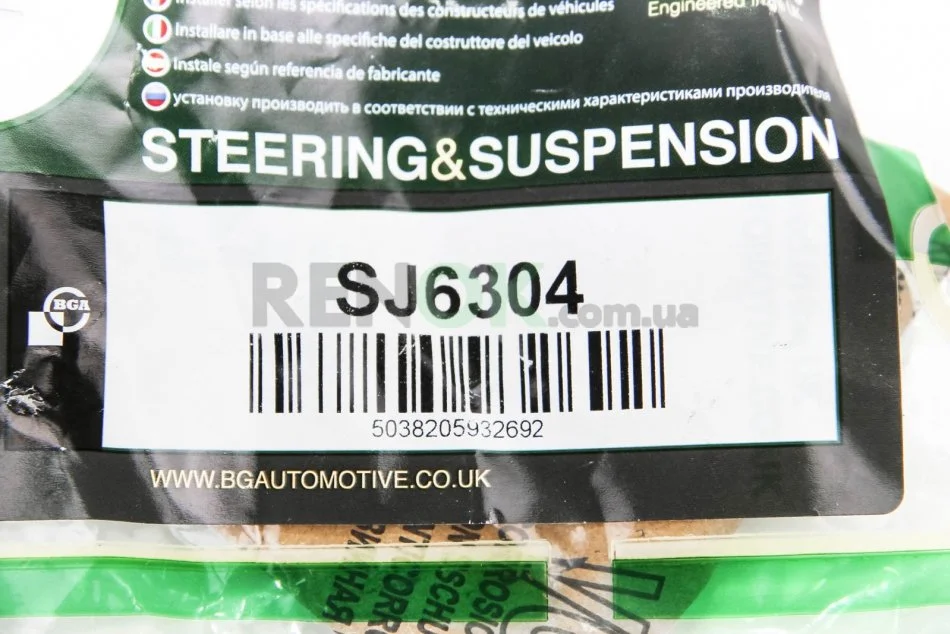 Installer selon les spécifications des constructeurs de véhicules
Engineered in
Installare in base alle specifiche del costruttore del veicolo
Instale según referencia de fabricante
установку производить в соответствии с техническими характеристиками производителя
STEERING&SUSPENSION
SJ6304
RENOK.com.ua
BGA
5038205932692
WWW.BGAUTOMOTIVE.CO.UK